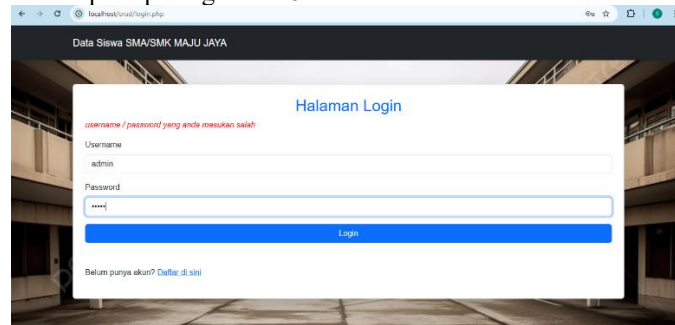 localhost/crud/login.php
Data Siswa SMA/SMK MAJU JAYA
Halaman Login
username / password yang anda masukan salah
Username
admin
Password
•••••
Login
Belum punya akun? Daftar di sini